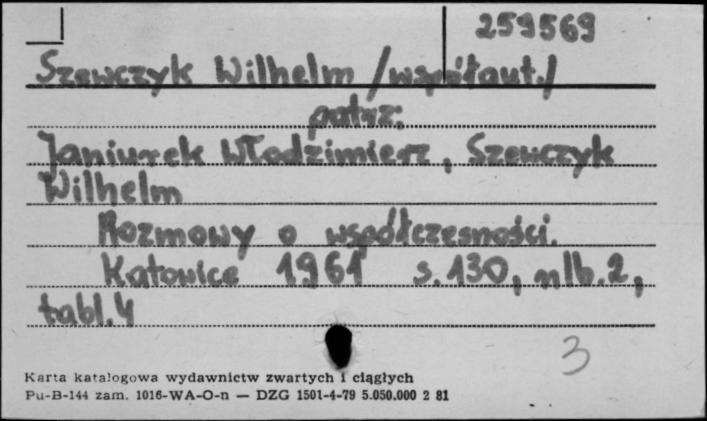 259569
Szewczyk Wilhelm /współaut./
patrz:
Janiurek Włodzimierz, Szewczyk
Wilhelm
Rozmowy o współczesności.
Katowice 1961 s. 130, nlb. 2,
tabl. 4
3
Karta katalogowa wydawnictw zwartych i ciągłych
Pu-B-144 zam. 1016-WA-O-n — DZG 1501-4-79 5.050.000 2 81